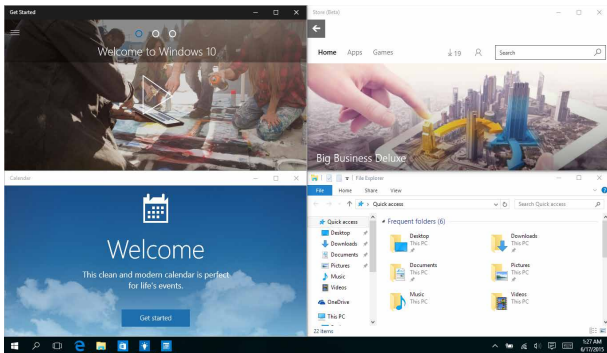 Get Started
Welcome to Windows 10
Store (Beta)
Home Apps Games 19 Search
Big Business Deluxe
Calendar
Welcome
This clean and modern calendar is perfect
for life's events.
Get started
File Explorer
File Home Share View
Quick access Search Quick access
Quick access
Desktop
Downloads
Documents
Pictures
Music
Videos
OneDrive
This PC
Frequent folders (6)
Desktop
This PC
Downloads
This PC
Documents
This PC
Pictures
This PC
Music
This PC
Videos
This PC
22 items
5:27 AM
6/17/2015